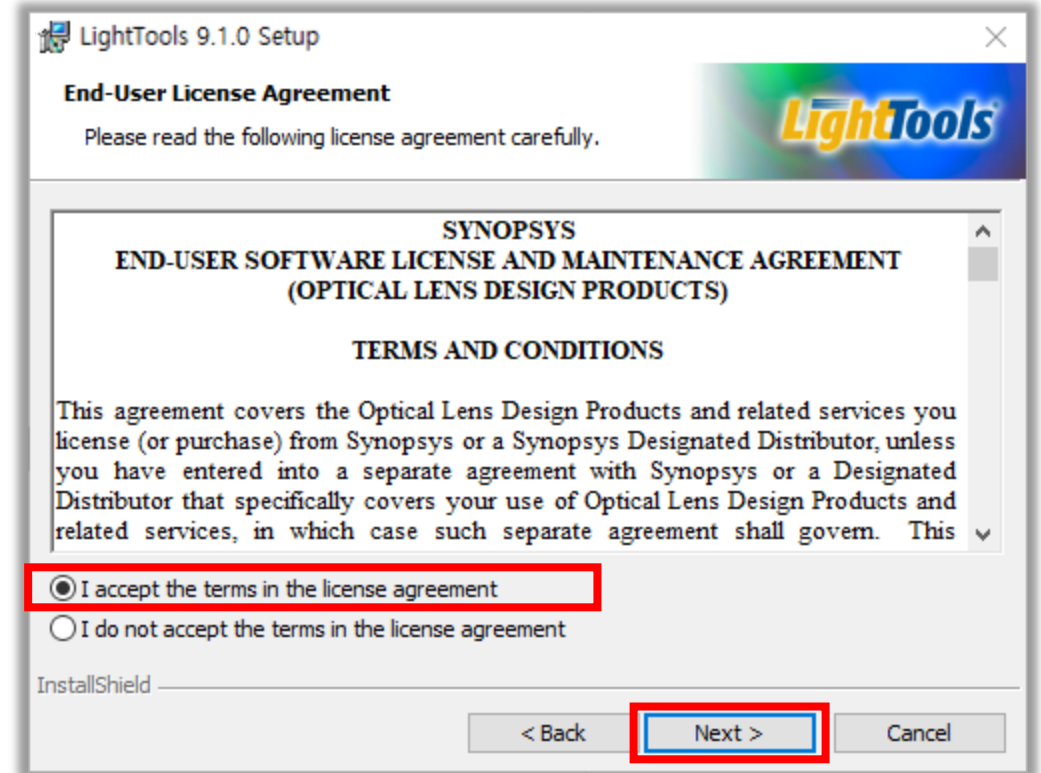 LightTools 9.1.0 Setup
End-User License Agreement
Please read the following license agreement carefully.
LightTools
SYNOPSYS
END-USER SOFTWARE LICENSE AND MAINTENANCE AGREEMENT
(OPTICAL LENS DESIGN PRODUCTS)
TERMS AND CONDITIONS
This agreement covers the Optical Lens Design Products and related services you
license (or purchase) from Synopsys or a Synopsys Designated Distributor, unless
you have entered into a separate agreement with Synopsys or a Designated
Distributor that specifically covers your use of Optical Lens Design Products and
related services, in which case such separate agreement shall govern. This
I accept the terms in the license agreement
I do not accept the terms in the license agreement
InstallShield
< Back Next > Cancel